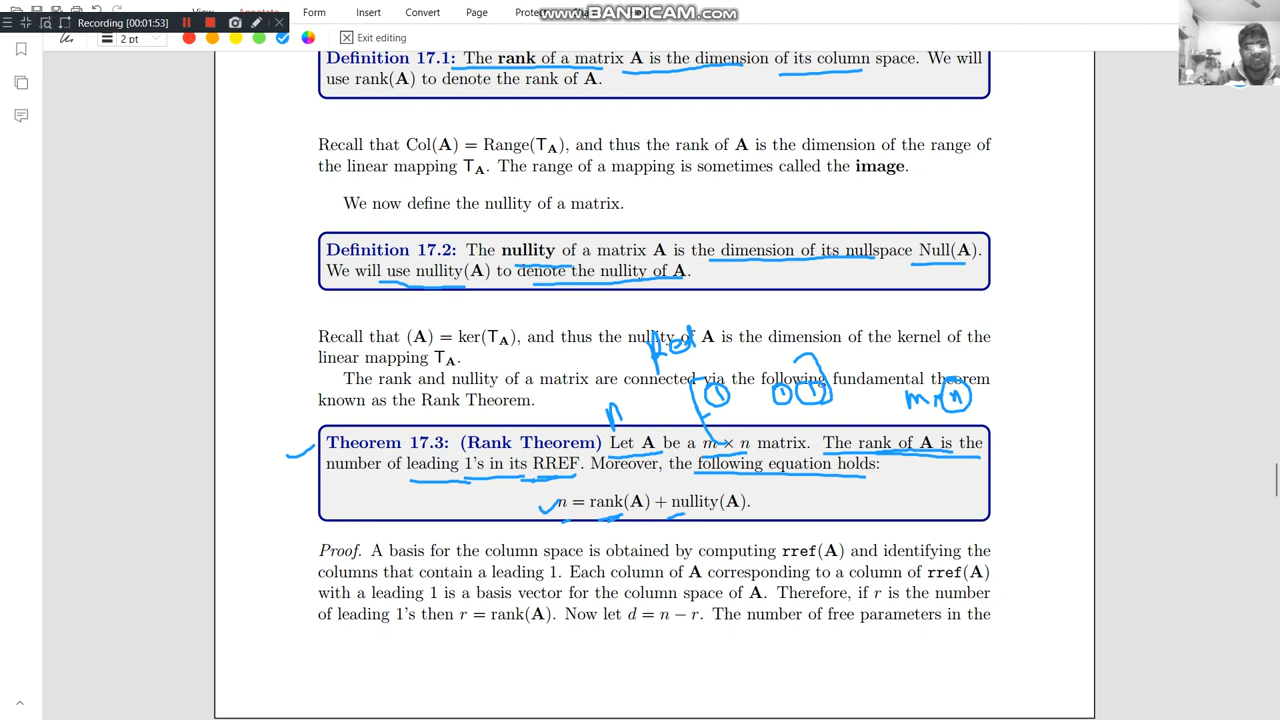 Recording [00:01:53]
www.BANDICAM.com
Annotate Form Insert Convert Page
2 pt
Exit editing
Definition 17.1: The rank of a matrix A is the dimension of its column space. We will
use rank(A) to denote the rank of A.
Recall that Col(A) = Range(T_A), and thus the rank of A is the dimension of the range of
the linear mapping T_A. The range of a mapping is sometimes called the image.
We now define the nullity of a matrix.
Definition 17.2: The nullity of a matrix A is the dimension of its nullspace Null(A).
We will use nullity(A) to denote the nullity of A.
Recall that (A) = ker(T_A), and thus the nullity of A is the dimension of the kernel of the
linear mapping T_A.
The rank and nullity of a matrix are connected via the following fundamental theorem
known as the Rank Theorem.
n
Theorem 17.3: (Rank Theorem) Let A be a m × n matrix. The rank of A is the
number of leading 1's in its RREF. Moreover, the following equation holds:
n = rank(A) + nullity(A).
Proof. A basis for the column space is obtained by computing rref(A) and identifying the
columns that contain a leading 1. Each column of A corresponding to a column of rref(A)
with a leading 1 is a basis vector for the column space of A. Therefore, if r is the number
of leading 1's then r = rank(A). Now let d = n − r. The number of free parameters in the